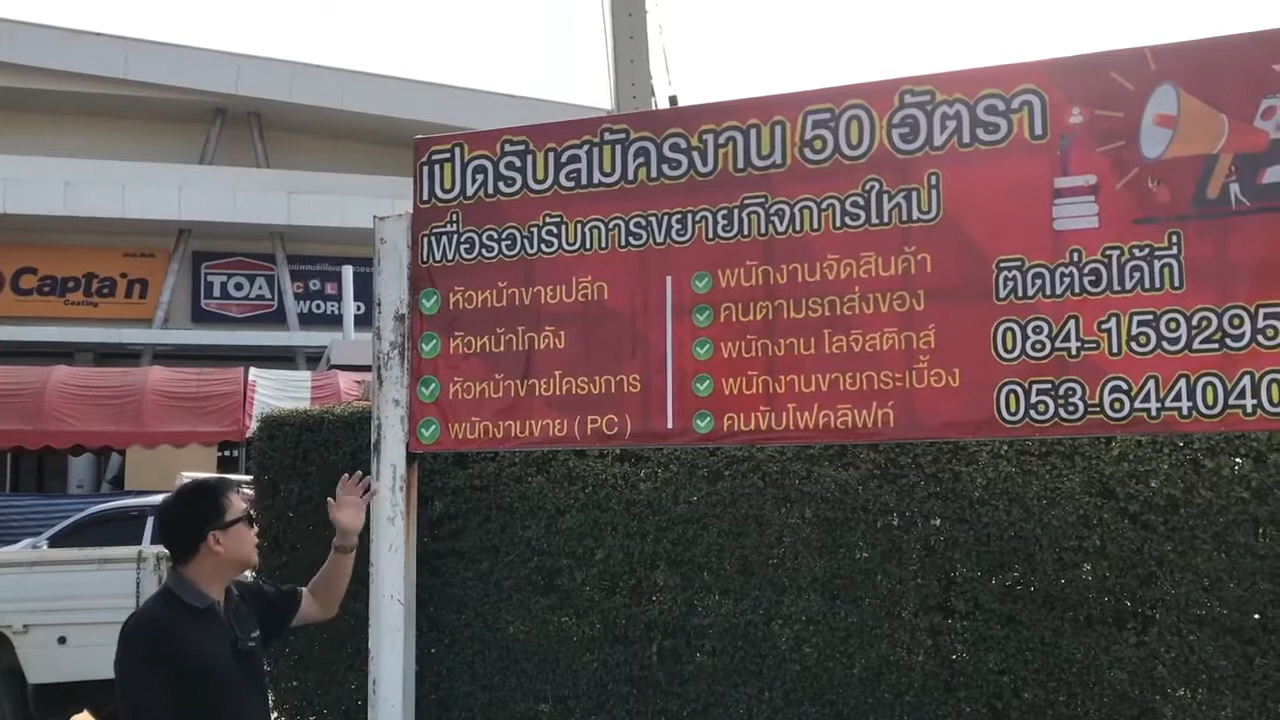 เปิดรับสมัครงาน 50 อัตรา
เพื่อรองรับการขยายกิจการใหม่
หัวหน้าขายปลีก
หัวหน้าโกดัง
หัวหน้าขายโครงการ
พนักงานขาย ( PC )
พนักงานจัดสินค้า
คนตามรถส่งของ
พนักงาน โลจิสติกส์
พนักงานขายกระเบื้อง
คนขับโฟคลิฟท์
ติดต่อได้ที่
084-159295
053-644040
Captain
Coating
TOA
COL
WORLD